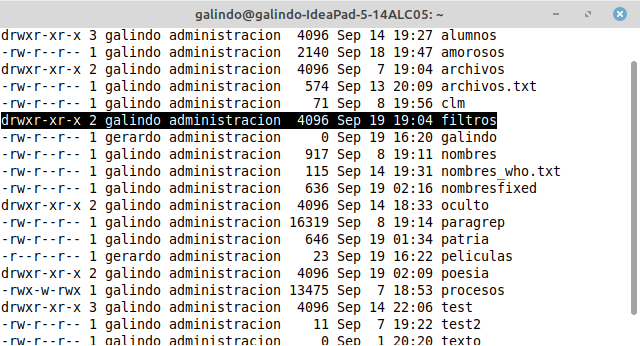 galindo@galindo-IdeaPad-5-14ALC05: ~
drwxr-xr-x 3 galindo administracion  4096 Sep 14 19:27 alumnos
-rw-r--r-- 1 galindo administracion  2140 Sep 18 19:47 amorosos
drwxr-xr-x 2 galindo administracion  4096 Sep  7 19:04 archivos
-rw-r--r-- 1 galindo administracion   574 Sep 13 20:09 archivos.txt
-rw-r--r-- 1 galindo administracion    71 Sep  8 19:56 clm
drwxr-xr-x 2 galindo administracion  4096 Sep 19 19:04 filtros
-rw-r--r-- 1 gerardo administracion     0 Sep 19 16:20 galindo
-rw-r--r-- 1 galindo administracion   917 Sep  8 19:11 nombres
-rw-r--r-- 1 galindo administracion   115 Sep 14 19:31 nombres_who.txt
-rw-r--r-- 1 galindo administracion   636 Sep 19 02:16 nombresfixed
drwxr-xr-x 2 galindo administracion  4096 Sep 14 18:33 oculto
-rw-r--r-- 1 galindo administracion 16319 Sep  8 19:14 paragrep
-rw-r--r-- 1 galindo administracion   646 Sep 19 01:34 patria
-r--r--r-- 1 gerardo administracion    23 Sep 19 16:22 peliculas
drwxr-xr-x 2 galindo administracion  4096 Sep 19 02:09 poesia
-rwx-w-rwx 1 galindo administracion 13475 Sep  7 18:53 procesos
drwxr-xr-x 3 galindo administracion  4096 Sep 14 22:06 test
-rw-r--r-- 1 galindo administracion    11 Sep  7 19:22 test2
-rw-r--r-- 1 galindo administracion     0 Sep  1 20:20 texto